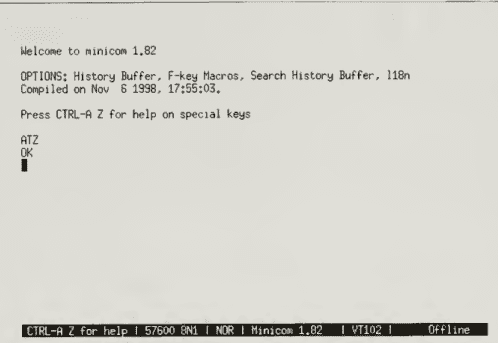 Welcome to minicom 1.82
OPTIONS: History Buffer, F-key Macros, Search History Buffer, I18n
Compiled on Nov  6 1998, 17:55:03.
Press CTRL-A Z for help on special keys
ATZ
OK
CTRL-A Z for help | 57600 8N1 | NOR | Minicom 1.82 | VT102 | Offline